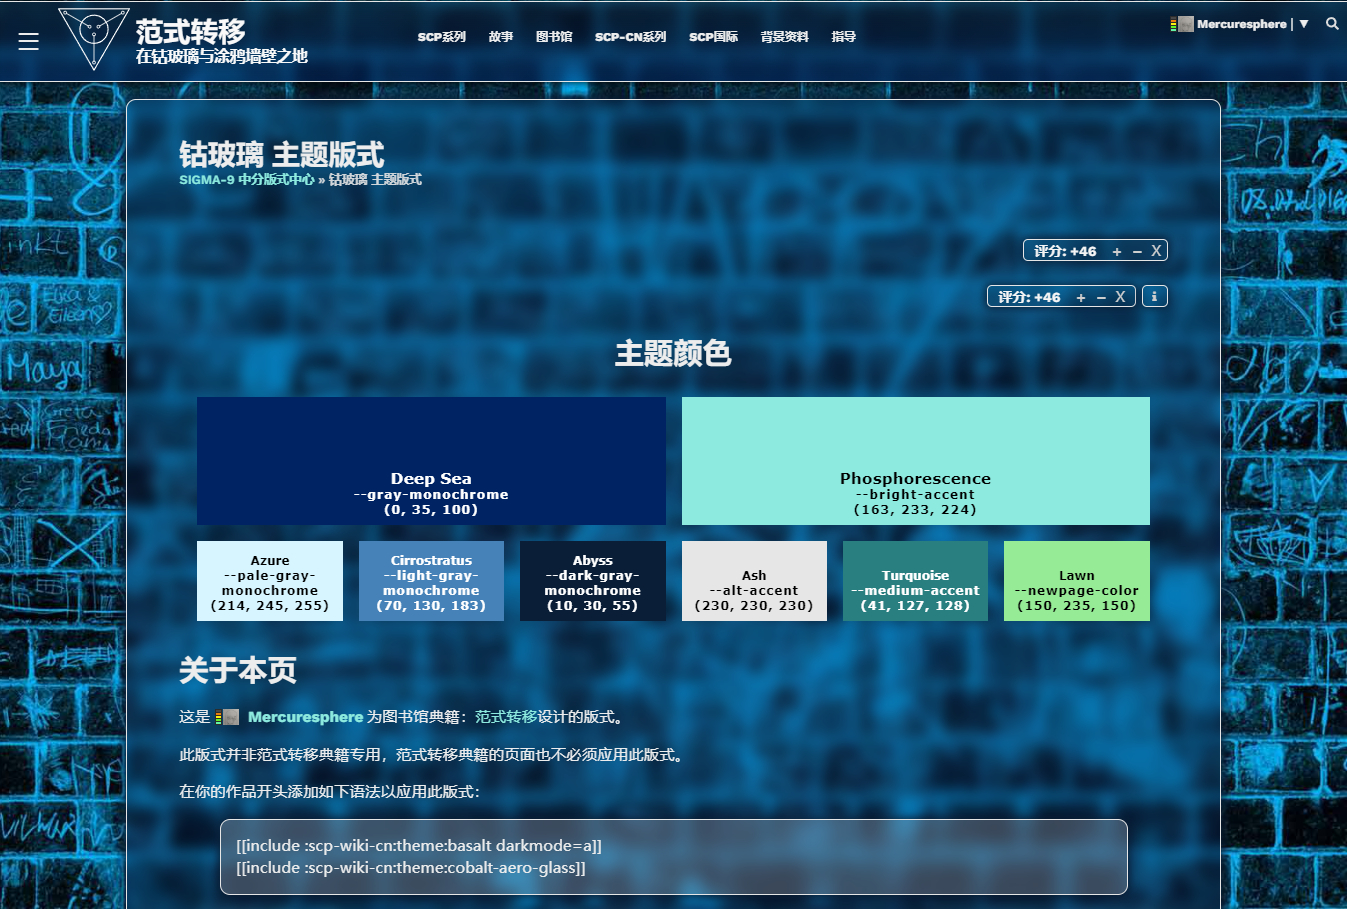 范式转移
在钴玻璃与涂鸦墙壁之地
SCP系列 故事 图书馆 SCP-CN系列 SCP国际 背景资料 指导
Mercuresphere | ▼
钴玻璃 主题版式
SIGMA-9 中分版式中心 » 钴玻璃 主题版式
评分: +46 + − X
评分: +46 + − X i
主题颜色
Deep Sea
--gray-monochrome
(0, 35, 100)
Phosphorescence
--bright-accent
(163, 233, 224)
Azure
--pale-gray-
monochrome
(214, 245, 255)
Cirrostratus
--light-gray-
monochrome
(70, 130, 183)
Abyss
--dark-gray-
monochrome
(10, 30, 55)
Ash
--alt-accent
(230, 230, 230)
Turquoise
--medium-accent
(41, 127, 128)
Lawn
--newpage-color
(150, 235, 150)
关于本页
这是 Mercuresphere 为图书馆典籍：范式转移设计的版式。
此版式并非范式转移典籍专用，范式转移典籍的页面也不必须应用此版式。
在你的作品开头添加如下语法以应用此版式：
[[include :scp-wiki-cn:theme:basalt darkmode=a]]
[[include :scp-wiki-cn:theme:cobalt-aero-glass]]
inkt
Eileen
Maya
Greta
Frieda